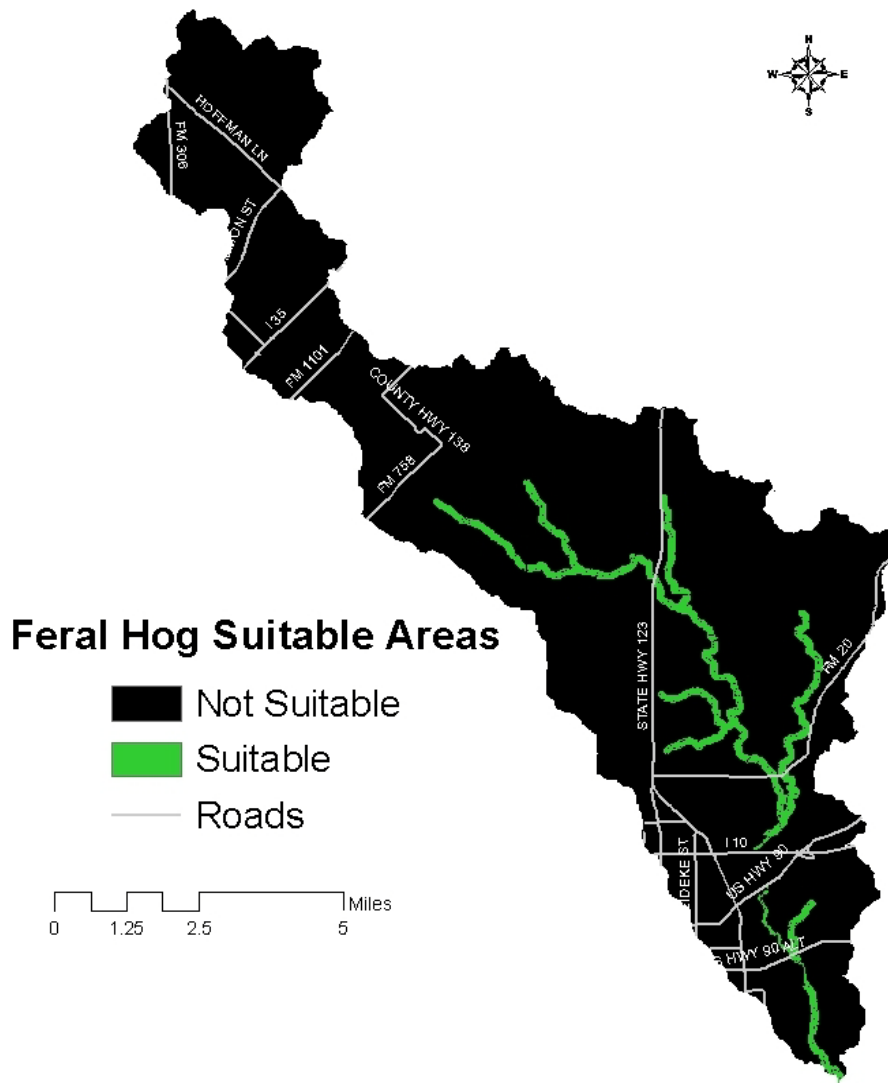 N
W E
S
HOFFMAN LN
FM 306
I 35
FM 1101
COUNTY HWY 138
FM 758
Feral Hog Suitable Areas
Not Suitable
Suitable
Roads
STATE HWY 123
FM 20
I 10
US HWY 90
HWY 90 ALT
Miles
0 1.25 2.5 5